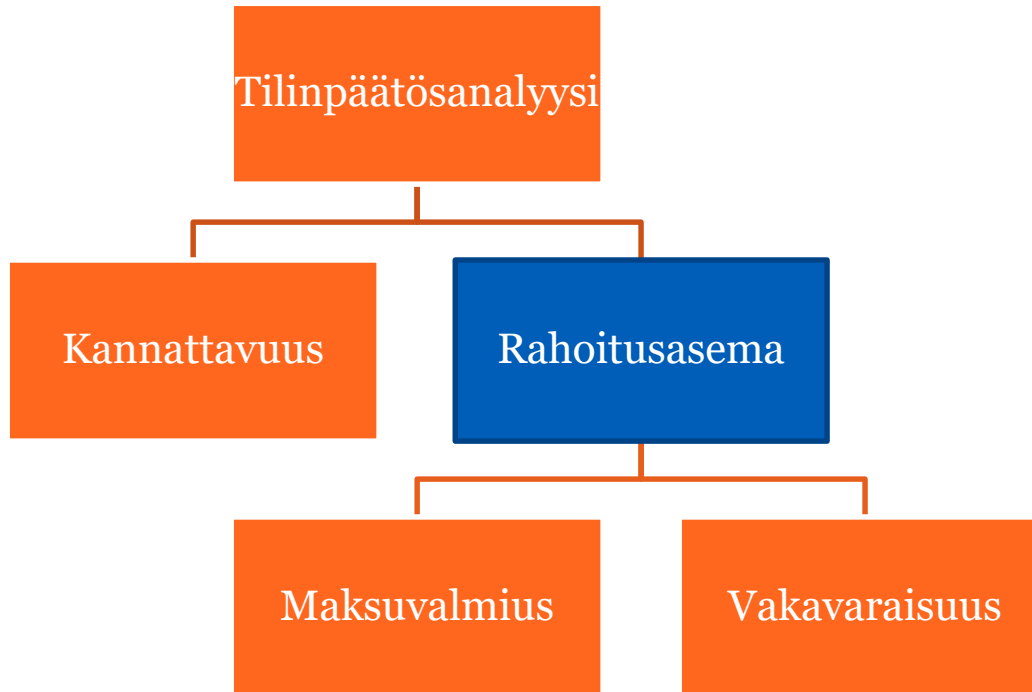 Tilinpäätösanalyysi
Kannattavuus
Rahoitusasema
Maksuvalmius
Vakavaraisuus